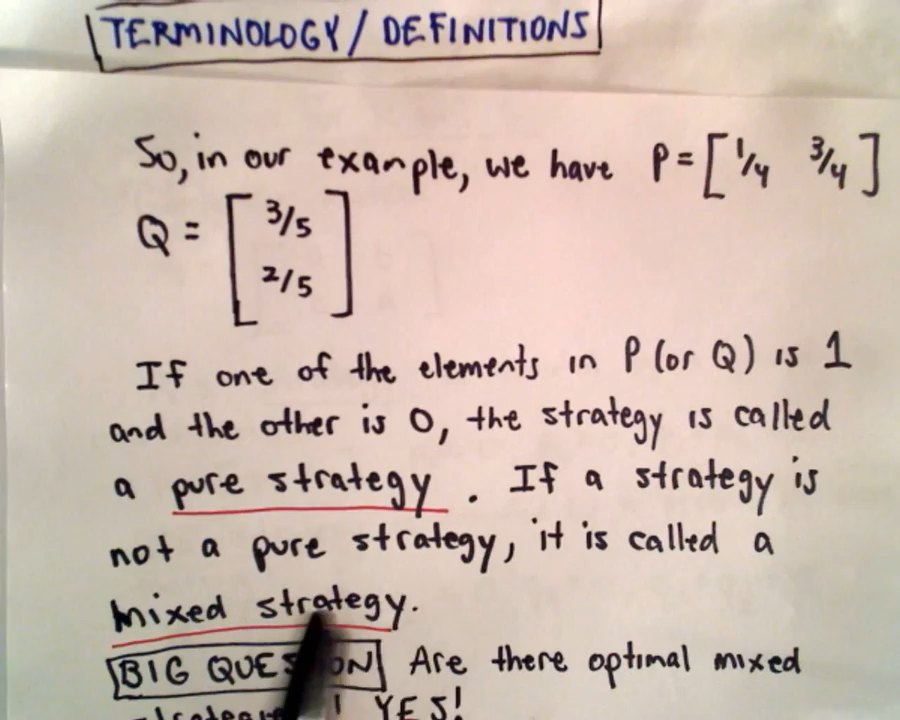 TERMINOLOGY/ DEFINITIONS
So, in our example, we have P = [ 1/4 3/4 ]
Q = [ 3/5
2/5 ]
If one of the elements in P (or Q) is 1
and the other is 0, the strategy is called
a pure strategy. If a strategy is
not a pure strategy, it is called a
mixed strategy.
BIG Are there optimal mixed
YES!